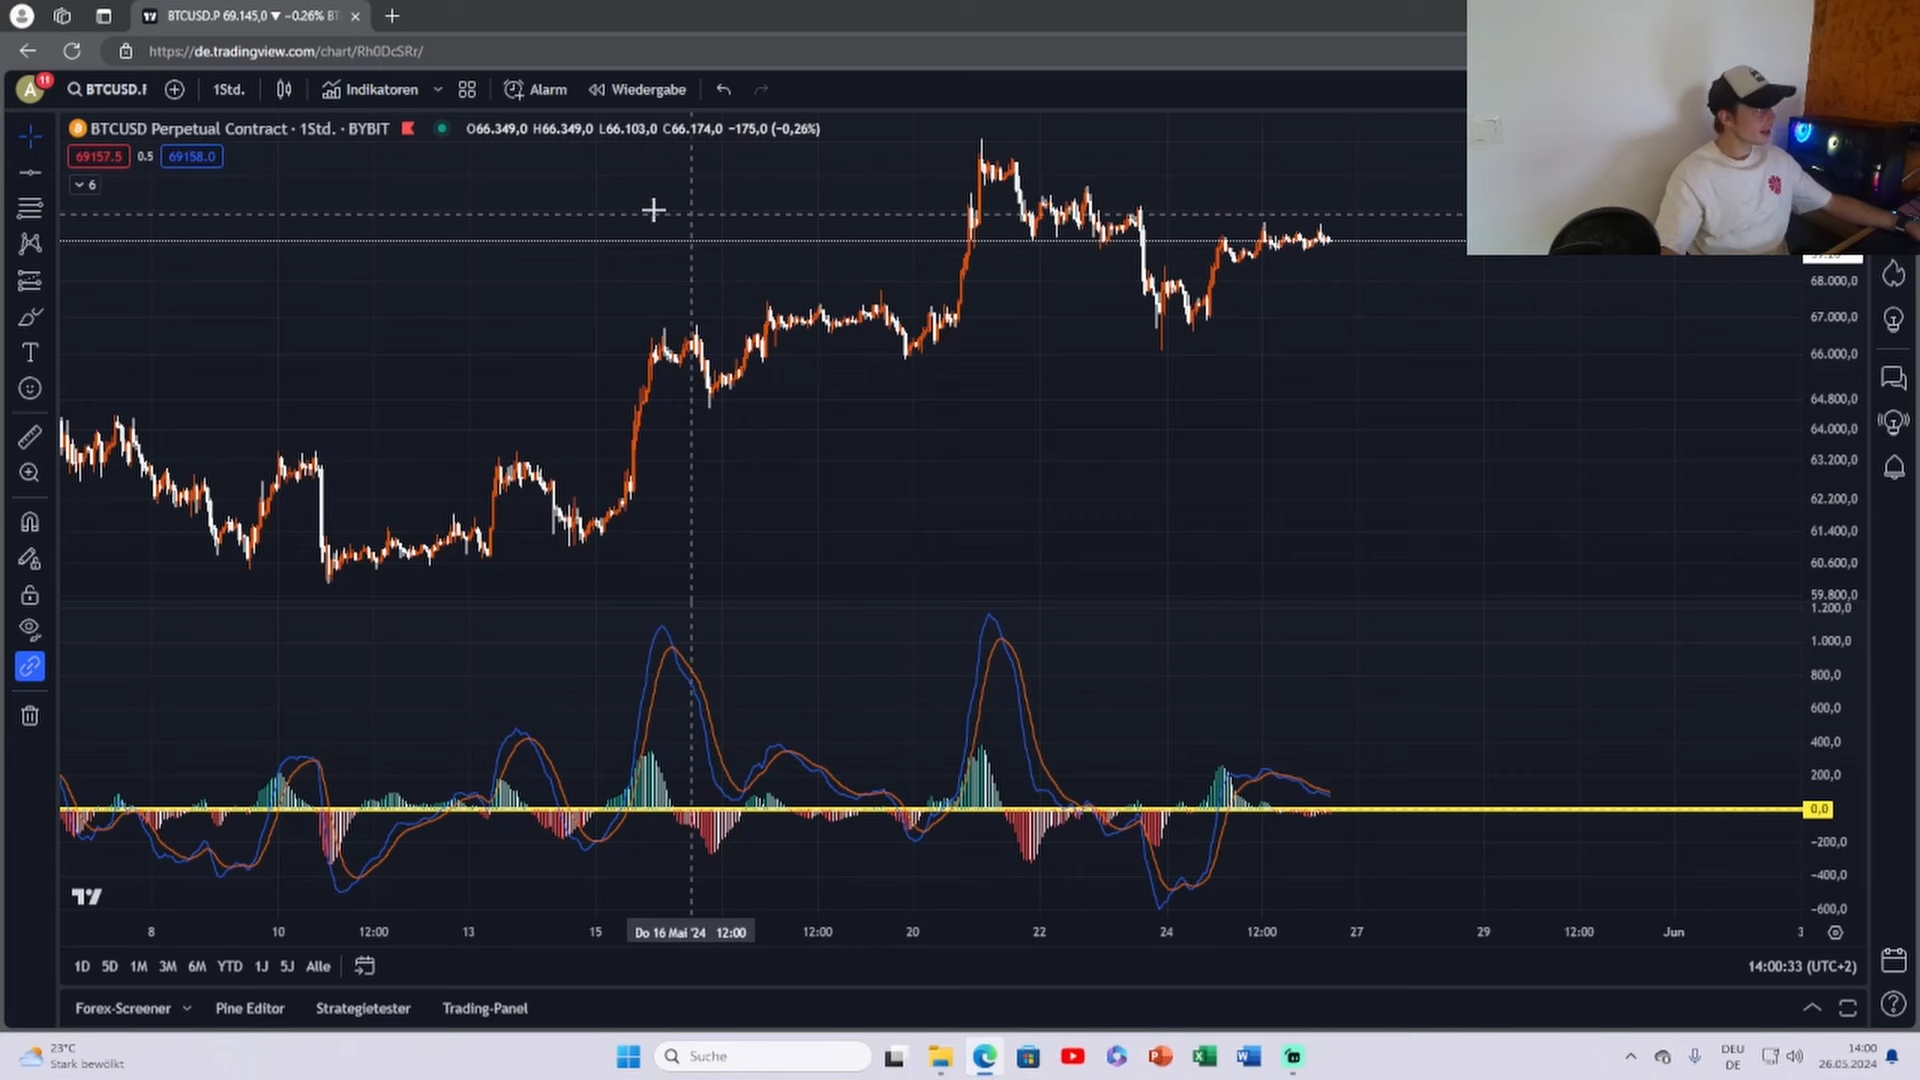 BTCUSD.P 69.145,0 ▼ −0.26% BT
https://de.tradingview.com/chart/Rh0DcSRr/
A 11
BTCUSD.P 1Std. Indikatoren Alarm Wiedergabe
BTCUSD Perpetual Contract · 1Std. · BYBIT O66.349,0 H66.349,0 L66.103,0 C66.174,0 −175,0 (−0,26%)
69157.5 0.5 69158.0
6
68.000,0
67.000,0
66.000,0
64.800,0
64.000,0
63.200,0
62.200,0
61.400,0
60.600,0
59.800,0
1.200,0
1.000,0
800,0
600,0
400,0
200,0
0,0
−200,0
−400,0
−600,0
8 10 12:00 13 15 Do 16 Mai '24 12:00 12:00 20 22 24 12:00 27 29 12:00 Jun 3
1D 5D 1M 3M 6M YTD 1J 5J Alle 14:00:33 (UTC+2)
Forex-Screener Pine Editor Strategietester Trading-Panel
23°C
Stark bewölkt
Suche
DEU
DE
14:00
26.05.2024